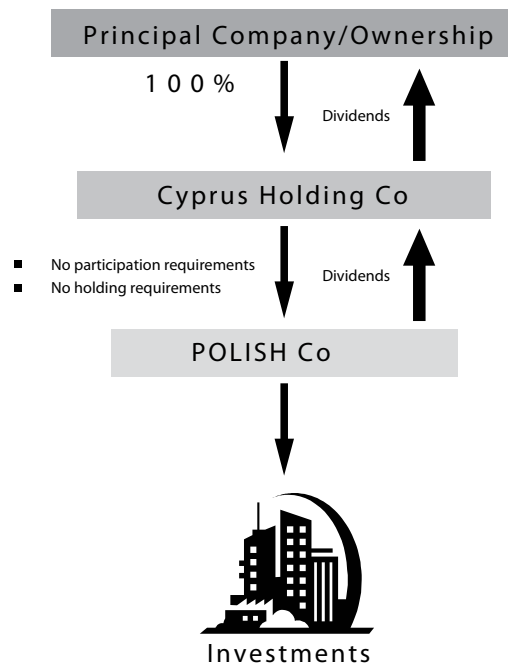 Principal Company/Ownership
100%
Dividends
Cyprus Holding Co
No participation requirements
No holding requirements
Dividends
POLISH Co
Investments